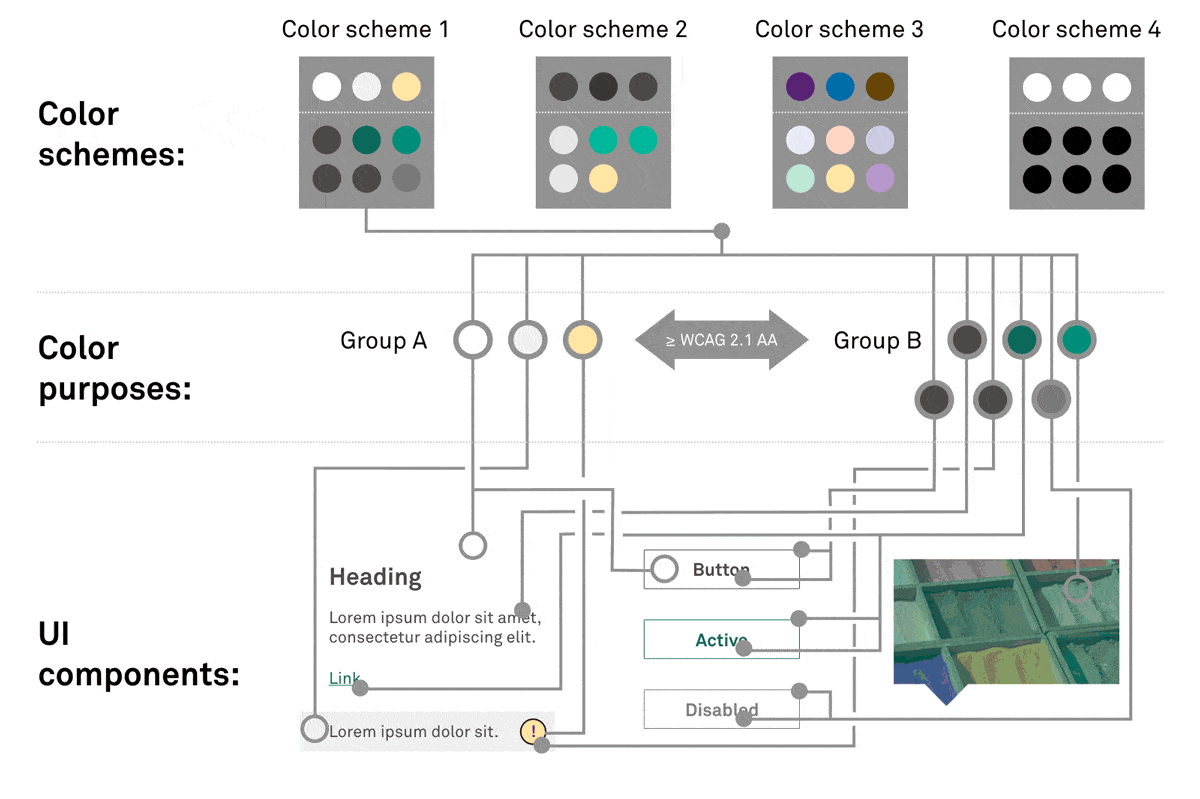 Color scheme 1
Color scheme 2
Color scheme 3
Color scheme 4
Color
schemes:
Color
purposes:
Group A
≥ WCAG 2.1 AA
Group B
UI
components:
Heading
Lorem ipsum dolor sit amet,
consectetur adipiscing elit.
Link
Lorem ipsum dolor sit.
!
Button
Active
Disabled